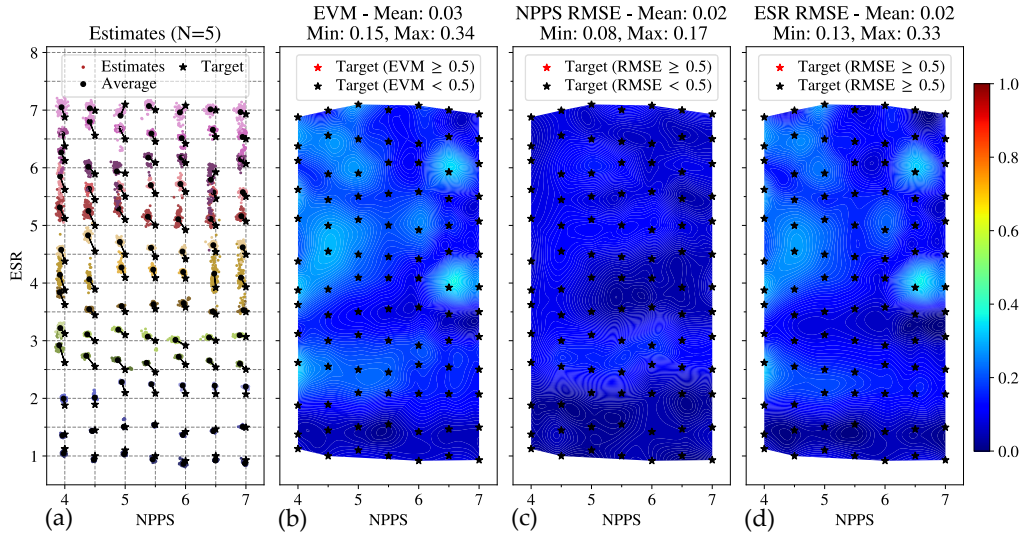 Estimates (N=5)
Estimates
Target
Average
ESR
8
7
6
5
4
3
2
1
4
5
6
7
NPPS
(a)
EVM - Mean: 0.03
Min: 0.15, Max: 0.34
Target (EVM ≥ 0.5)
Target (EVM < 0.5)
4
5
6
7
NPPS
(b)
NPPS RMSE - Mean: 0.02
Min: 0.08, Max: 0.17
Target (RMSE ≥ 0.5)
Target (RMSE < 0.5)
4
5
6
7
NPPS
(c)
ESR RMSE - Mean: 0.02
Min: 0.13, Max: 0.33
Target (RMSE ≥ 0.5)
Target (RMSE ≥ 0.5)
4
5
6
7
NPPS
(d)
1.0
0.8
0.6
0.4
0.2
0.0